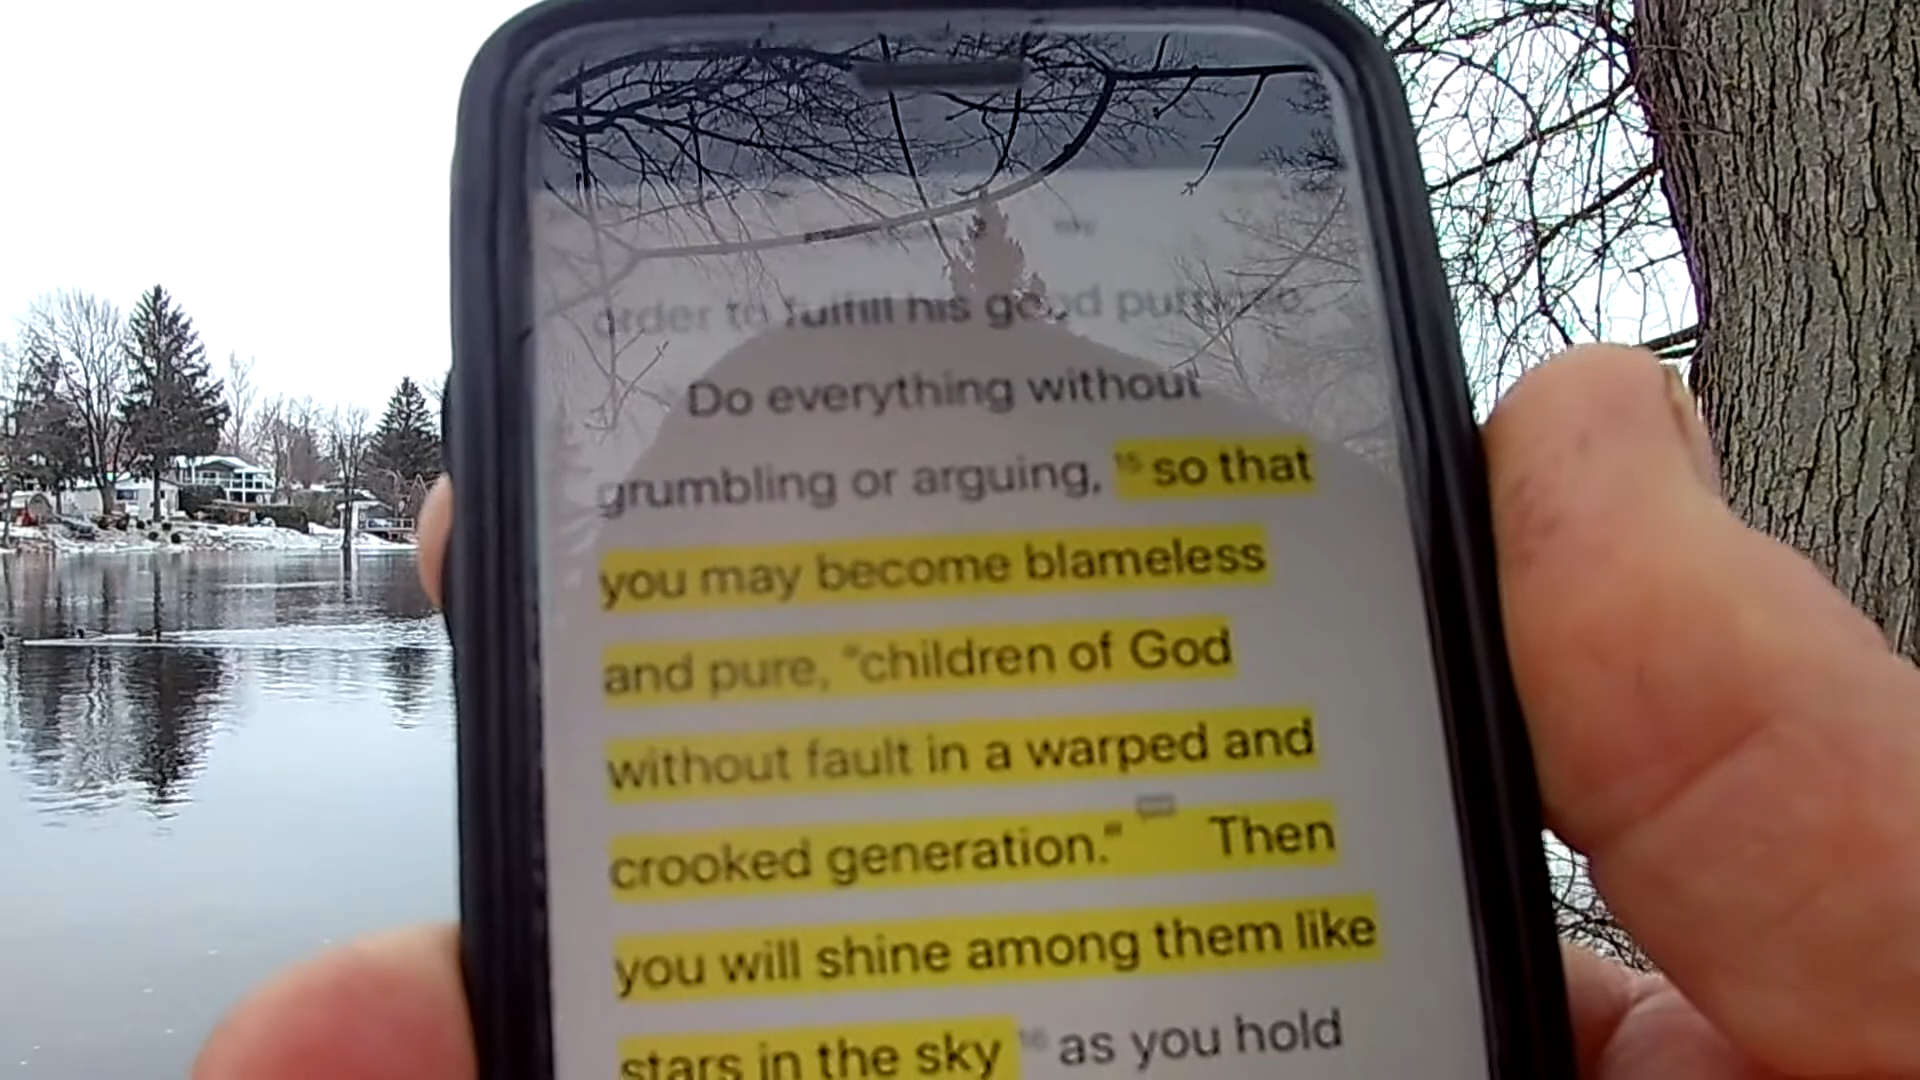 order to fulfill his good purpose.
Do everything without
grumbling or arguing, 15 so that
you may become blameless
and pure, “children of God
without fault in a warped and
crooked generation.” Then
you will shine among them like
stars in the sky 16 as you hold